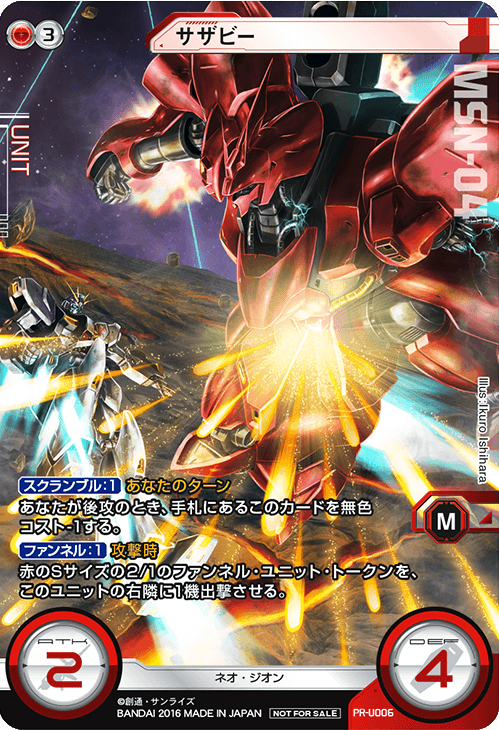 3
サザビー
MSN-04
UNIT
Illus:Ikuro Ishihara
スクランブル:1 あなたのターン
あなたが後攻のとき、手札にあるこのカードを無色
コスト-1する。
ファンネル:1 攻撃時
赤のSサイズの2/1のファンネル・ユニット・トークンを、
このユニットの右隣に1機出撃させる。
M
ATK
2
DEF
4
ネオ・ジオン
©創通・サンライズ
BANDAI 2016 MADE IN JAPAN
NOT FOR SALE
PR-U006